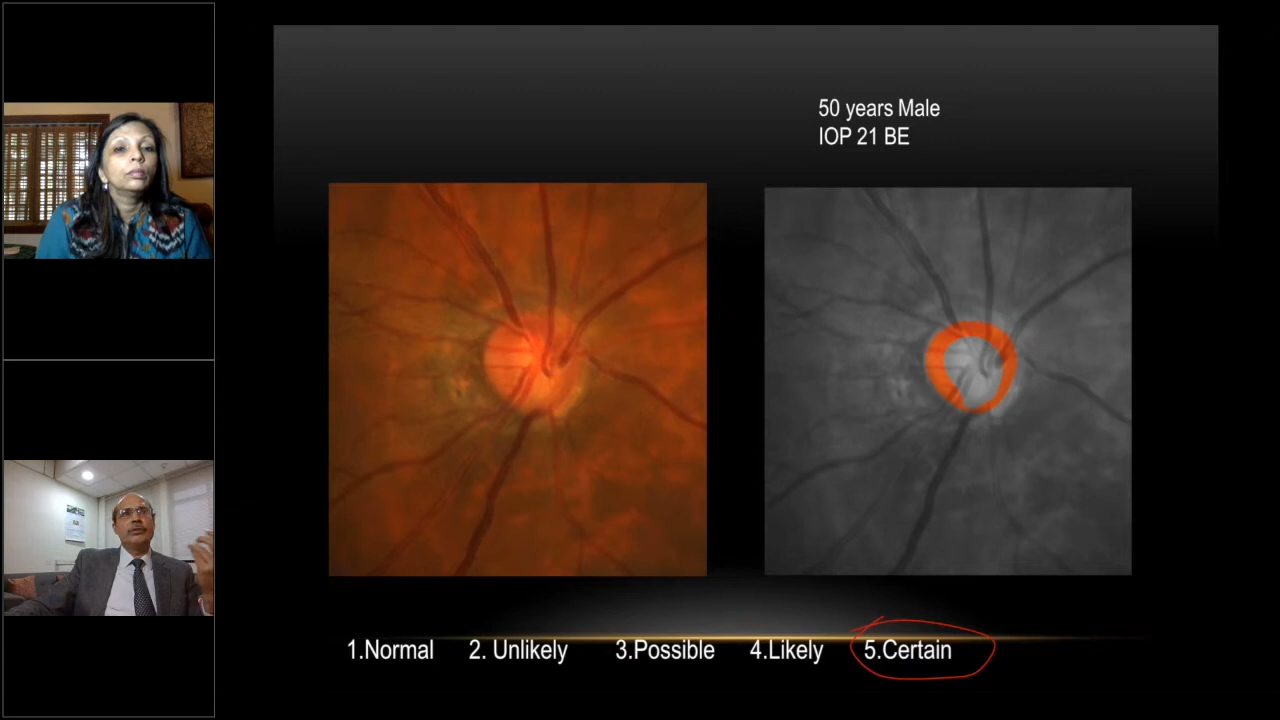 50 years Male
IOP 21 BE
1.Normal 2. Unlikely 3.Possible 4.Likely 5.Certain